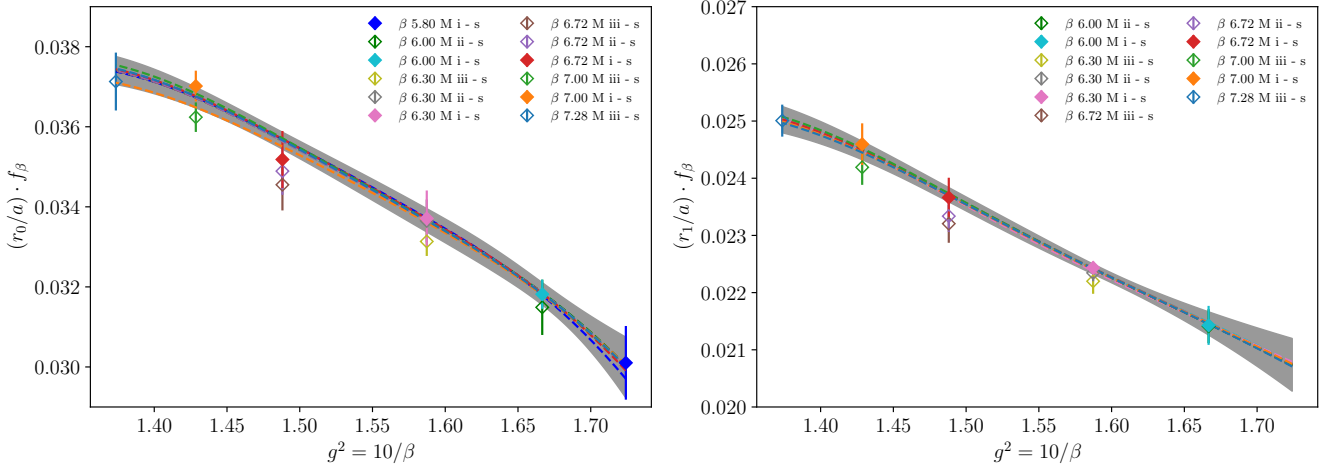 β 5.80 M i - s
β 6.00 M ii - s
β 6.00 M i - s
β 6.30 M iii - s
β 6.30 M ii - s
β 6.30 M i - s
β 6.72 M iii - s
β 6.72 M ii - s
β 6.72 M i - s
β 7.00 M iii - s
β 7.00 M i - s
β 7.28 M iii - s
0.038
0.036
0.034
0.032
0.030
(r₀/a) · f_β
1.40 1.45 1.50 1.55 1.60 1.65 1.70
g² = 10/β
β 6.00 M ii - s
β 6.00 M i - s
β 6.30 M iii - s
β 6.30 M ii - s
β 6.30 M i - s
β 6.72 M iii - s
β 6.72 M ii - s
β 6.72 M i - s
β 7.00 M iii - s
β 7.00 M i - s
β 7.28 M iii - s
0.027
0.026
0.025
0.024
0.023
0.022
0.021
0.020
(r₁/a) · f_β
1.40 1.45 1.50 1.55 1.60 1.65 1.70
g² = 10/β